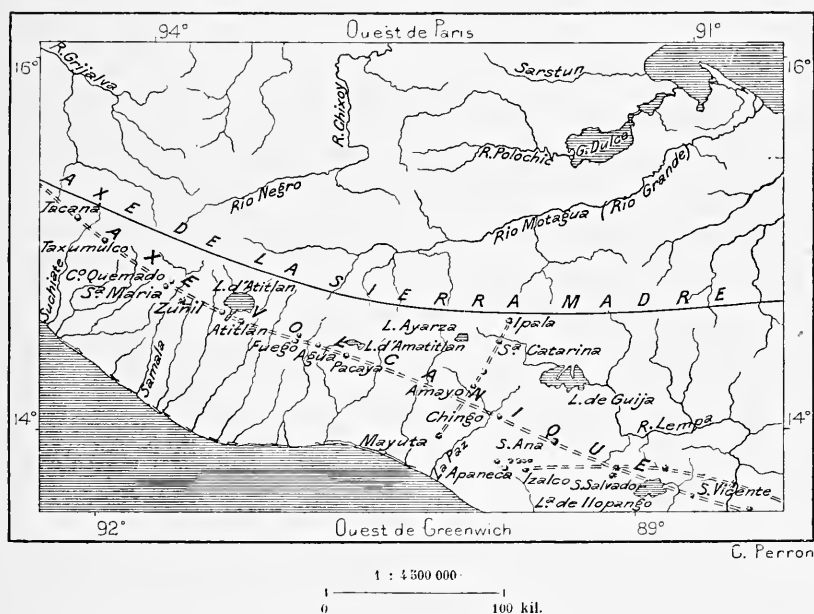 94° Ouest de Paris 91°
16° 16°
R. Grijalva
R. Chixoy
Sarstun
G. Dulce
R. Polochic
Rio Negro
Rio Motagua (Rio Grande)
AXE DE LA SIERRA MADRE
AXE VOLCANIQUE
Tacana
Taxumulco
Co Quemado
Sa Maria
Zunil
Suchiate
Samala
L. d'Atitlan
Atitlán
Fuego
Agua
Pacaya
L. d'Amatitlan
L. Ayarza
Ipala
Sa Catarina
L. de Guija
Amayo
Chingo
Mayuta
14° 14°
R. Lempa
S. Ana
La Paz
Apaneca
Izalco
S. Salvador
La de Ilopango
S. Vicente
92° Ouest de Greenwich 89°
C. Perron
1 : 4 500 000
0 100 kil.